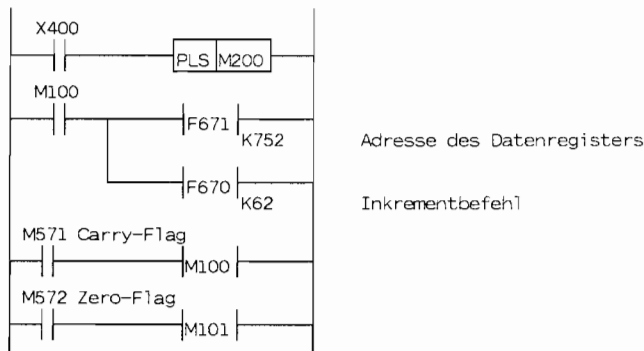 X400
PLS M200
M100
F671
K752 Adresse des Datenregisters
F670
K62 Inkrementbefehl
M571 Carry-Flag
M100
M572 Zero-Flag
M101